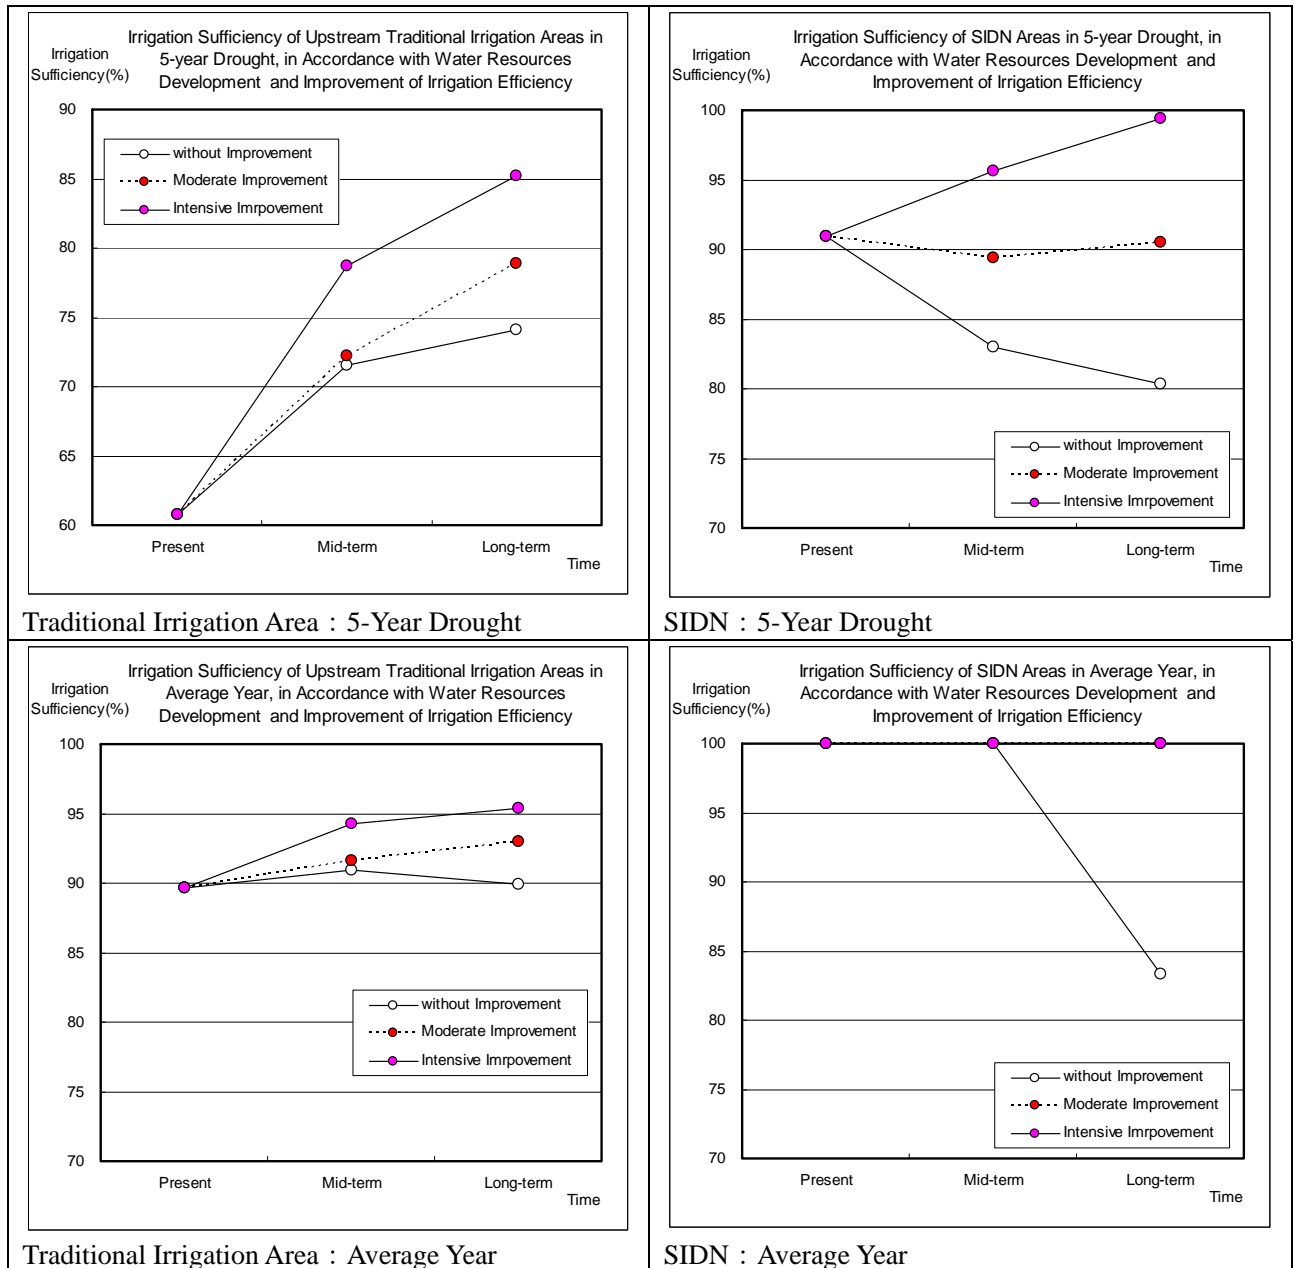 Irrigation Sufficiency of Upstream Traditional Irrigation Areas in
5-year Drought, in Accordance with Water Resources
Development and Improvement of Irrigation Efficiency
Irrigation
Sufficiency(%)
90
85
80
75
70
65
60
without Improvement
Moderate Improvement
Intensive Imrpovement
Present
Mid-term
Long-term
Time
Traditional Irrigation Area：5-Year Drought
Irrigation Sufficiency of SIDN Areas in 5-year Drought, in
Accordance with Water Resources Development and
Improvement of Irrigation Efficiency
Irrigation
Sufficiency(%)
100
95
90
85
80
75
70
without Improvement
Moderate Improvement
Intensive Imrpovement
Present
Mid-term
Long-term
Time
SIDN：5-Year Drought
Irrigation Sufficiency of Upstream Traditional Irrigation Areas in
Average Year, in Accordance with Water Resources
Development and Improvement of Irrigation Efficiency
Irrigation
Sufficiency(%)
100
95
90
85
80
75
70
without Improvement
Moderate Improvement
Intensive Imrpovement
Present
Mid-term
Long-term
Time
Traditional Irrigation Area：Average Year
Irrigation Sufficiency of SIDN Areas in Average Year, in
Accordance with Water Resources Development and
Improvement of Irrigation Efficiency
Irrigation
Sufficiency(%)
100
95
90
85
80
75
70
without Improvement
Moderate Improvement
Intensive Imrpovement
Present
Mid-term
Long-term
Time
SIDN：Average Year